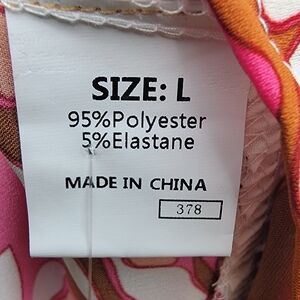 SIZE: L
95%Polyester
5%Elastane
MADE IN CHINA
378